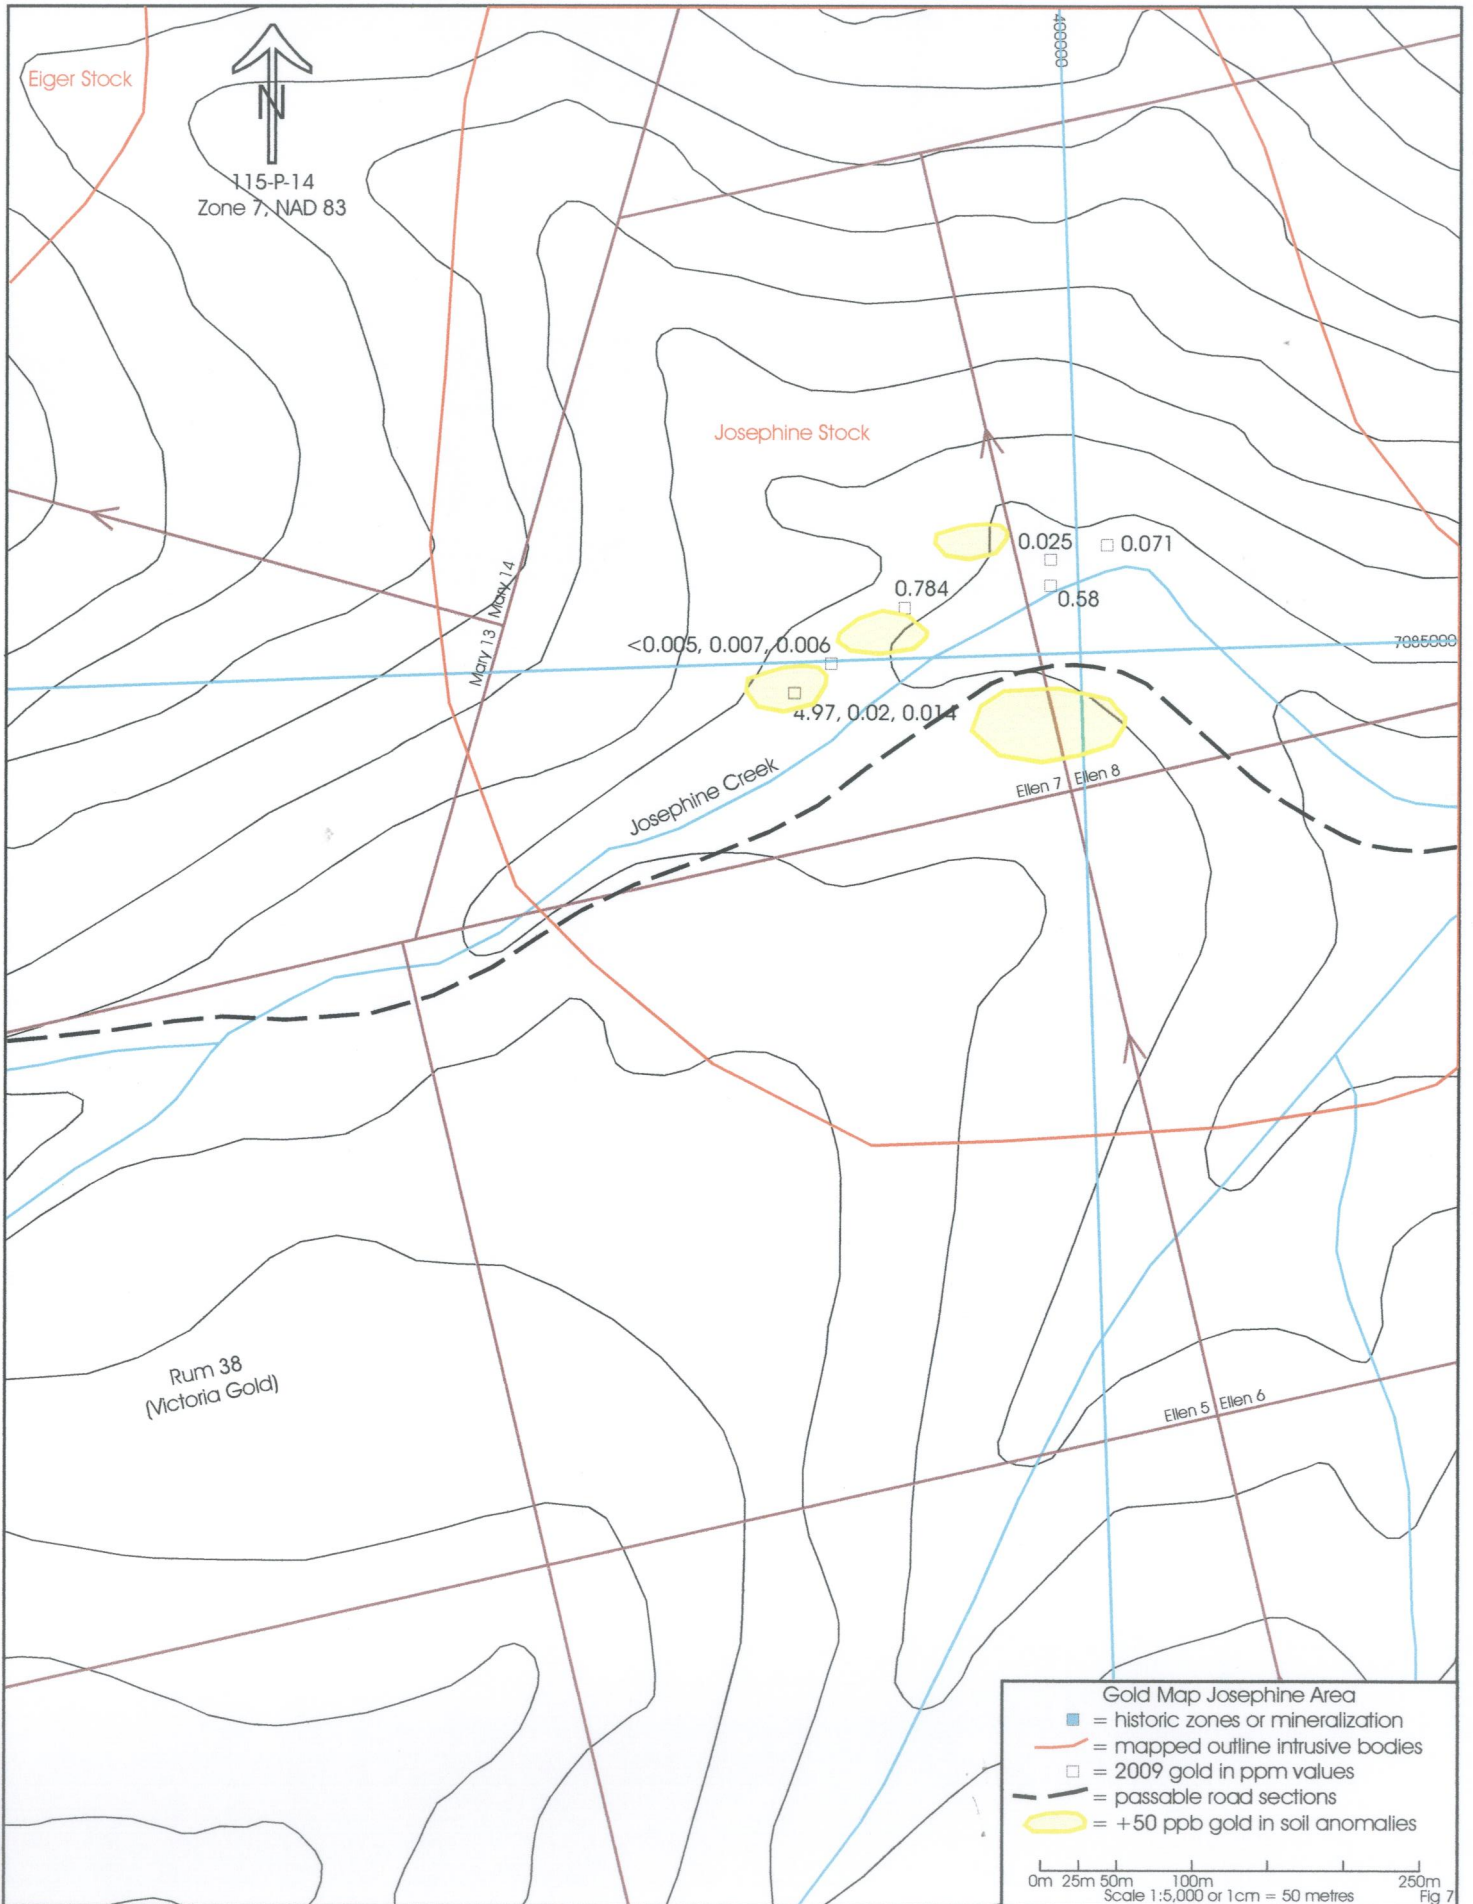 400000
Eiger Stock
N
115-P-14
Zone 7, NAD 83
Josephine Stock
0.025
0.071
0.58
0.784
Mary 13 Mary 14
<0.005, 0.007, 0.006
7085000
4.97, 0.02, 0.014
Josephine Creek
Ellen 7 Ellen 8
Rum 38
(Victoria Gold)
Ellen 5 Ellen 6
Gold Map Josephine Area
= historic zones or mineralization
= mapped outline intrusive bodies
= 2009 gold in ppm values
= passable road sections
= +50 ppb gold in soil anomalies
0m 25m 50m 100m 250m
Scale 1:5,000 or 1cm = 50 metres
Fig 7